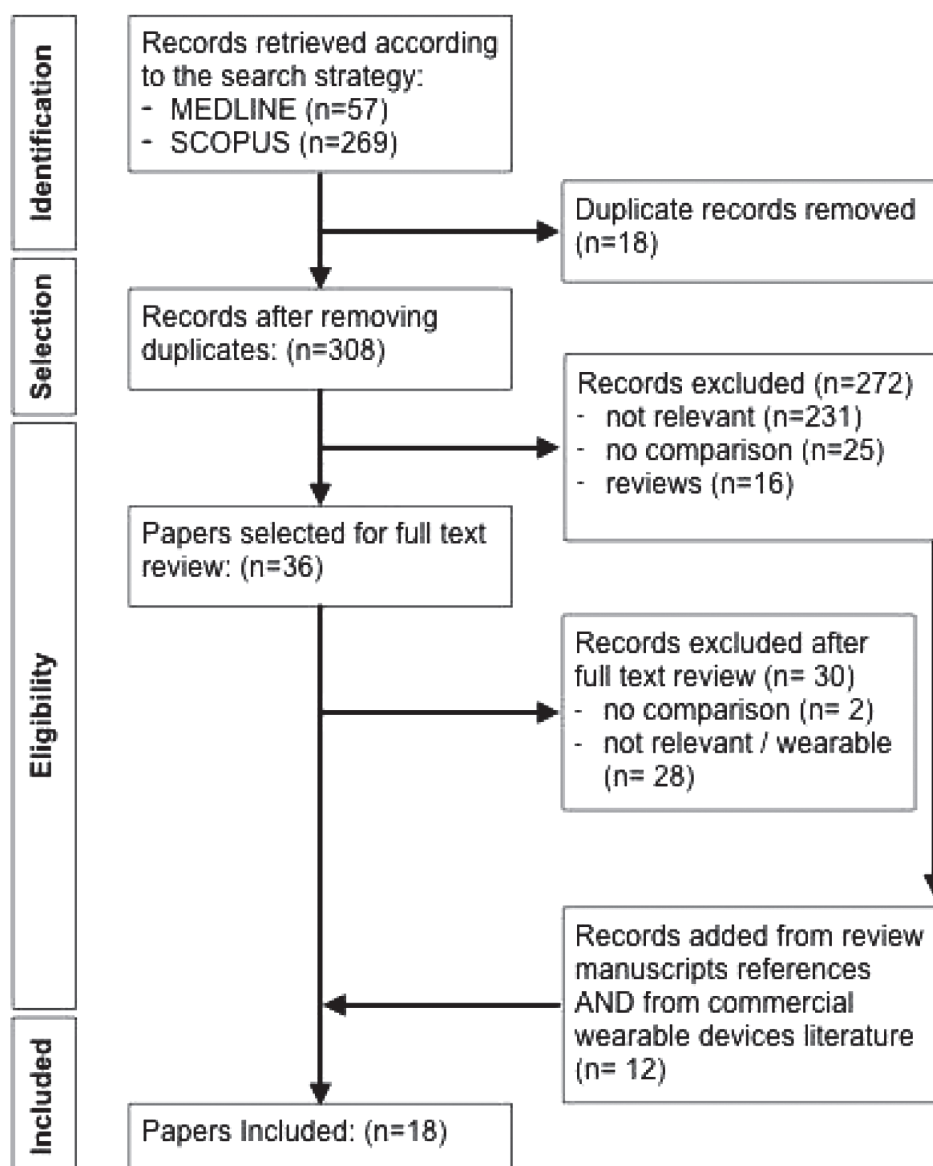 Identification
Records retrieved according
to the search strategy:
- MEDLINE (n=57)
- SCOPUS (n=269)
Duplicate records removed
(n=18)
Selection
Records after removing
duplicates: (n=308)
Records excluded (n=272)
- not relevant (n=231)
- no comparison (n=25)
- reviews (n=16)
Eligibility
Papers selected for full text
review: (n=36)
Records excluded after
full text review (n= 30)
- no comparison (n= 2)
- not relevant / wearable
(n= 28)
Records added from review
manuscripts references
AND from commercial
wearable devices literature
(n= 12)
Included
Papers Included: (n=18)